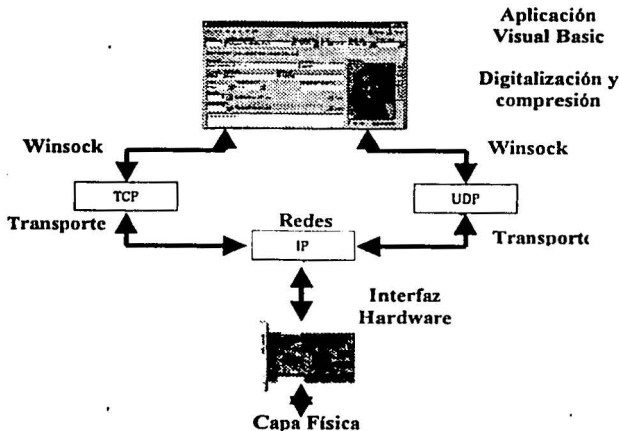 Aplicación
Visual Basic
Digitalización y
compresión
Winsock
Winsock
TCP
UDP
Transporte
Redes
Transporte
IP
Interfaz
Hardware
Capa Física